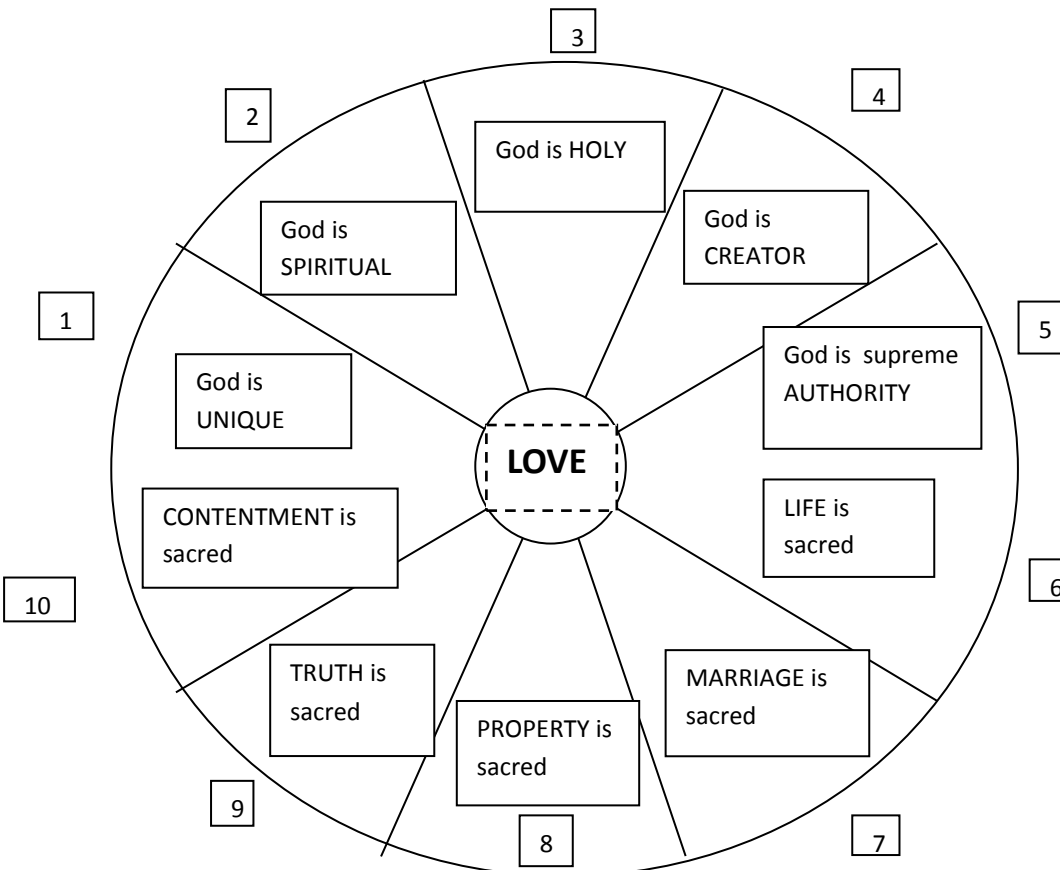 3
4
2
God is HOLY
God is
CREATOR
God is
SPIRITUAL
1
5
God is supreme
AUTHORITY
God is
UNIQUE
LOVE
CONTENTMENT is
sacred
LIFE is
sacred
10
6
TRUTH is
sacred
MARRIAGE is
sacred
PROPERTY is
sacred
9
8
7